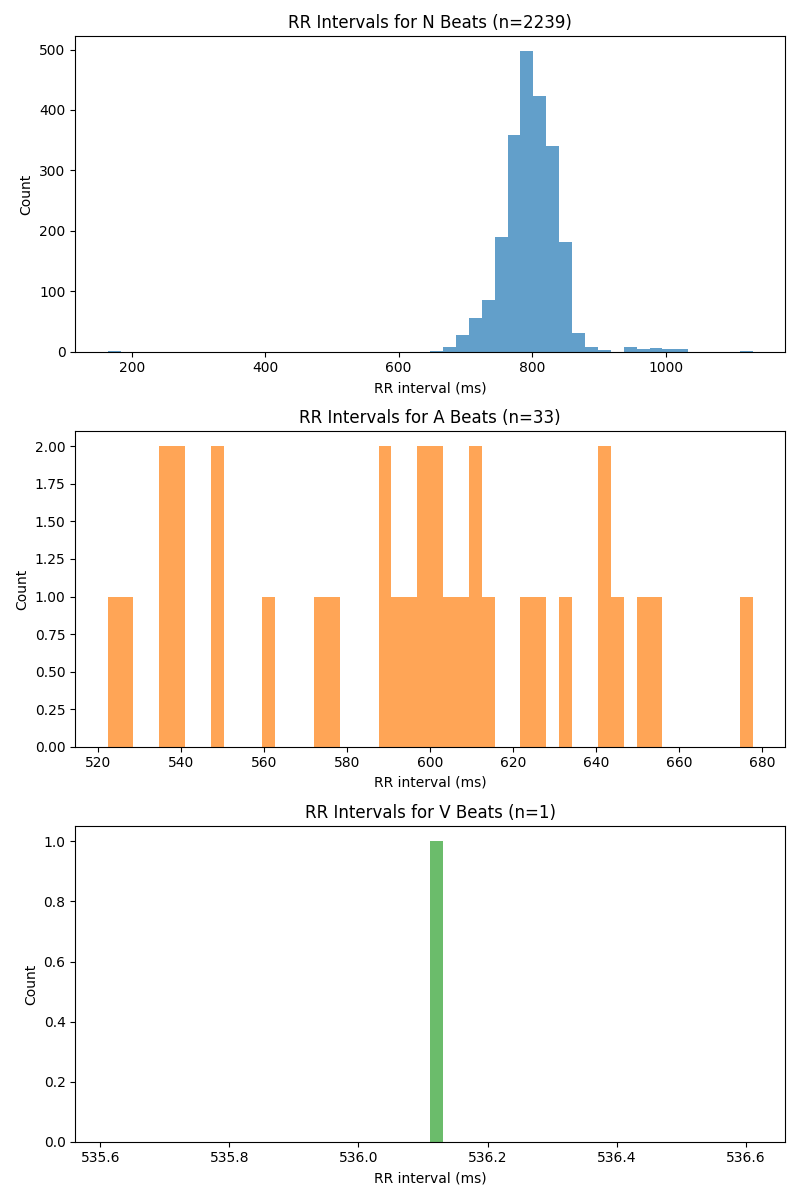 RR Intervals for N Beats (n=2239)
500
400
300
200
100
0
Count
200 400 600 800 1000
RR interval (ms)
RR Intervals for A Beats (n=33)
2.00
1.75
1.50
1.25
1.00
0.75
0.50
0.25
0.00
Count
520 540 560 580 600 620 640 660 680
RR interval (ms)
RR Intervals for V Beats (n=1)
1.0
0.8
0.6
0.4
0.2
0.0
Count
535.6 535.8 536.0 536.2 536.4 536.6
RR interval (ms)